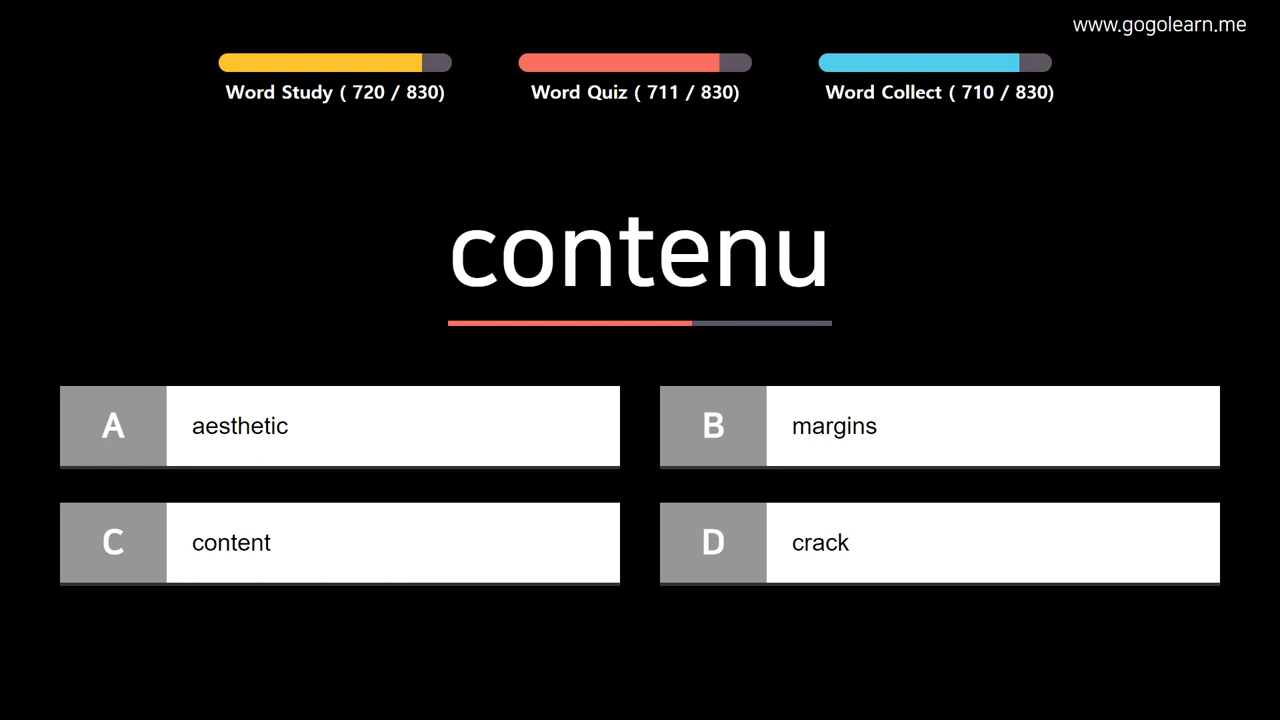 www.gogolearn.me
Word Study ( 720 / 830)
Word Quiz ( 711 / 830)
Word Collect ( 710 / 830)
contenu
A aesthetic
B margins
C content
D crack